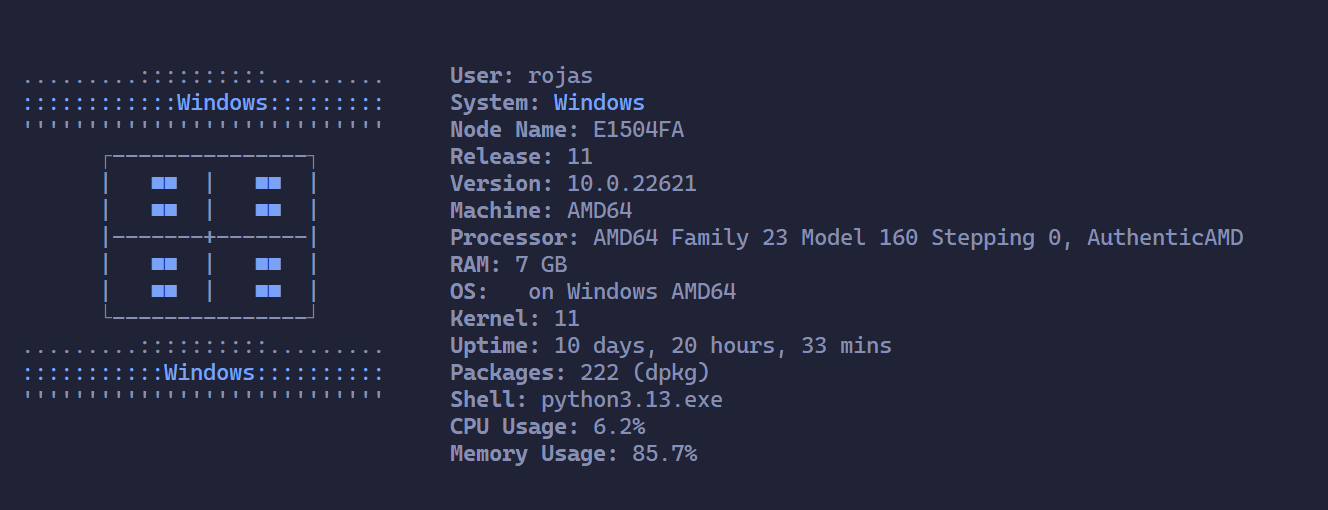 .........::::::::::.........
::::::::::::Windows:::::::::
''''''''''''''''''''''''''''
┌---------------┐
|   ■■  |   ■■  |
|   ■■  |   ■■  |
|-------+-------|
|   ■■  |   ■■  |
|   ■■  |   ■■  |
└---------------┘
.........::::::::::.........
:::::::::::Windows::::::::::
''''''''''''''''''''''''''''
User: rojas
System: Windows
Node Name: E1504FA
Release: 11
Version: 10.0.22621
Machine: AMD64
Processor: AMD64 Family 23 Model 160 Stepping 0, AuthenticAMD
RAM: 7 GB
OS:   on Windows AMD64
Kernel: 11
Uptime: 10 days, 20 hours, 33 mins
Packages: 222 (dpkg)
Shell: python3.13.exe
CPU Usage: 6.2%
Memory Usage: 85.7%